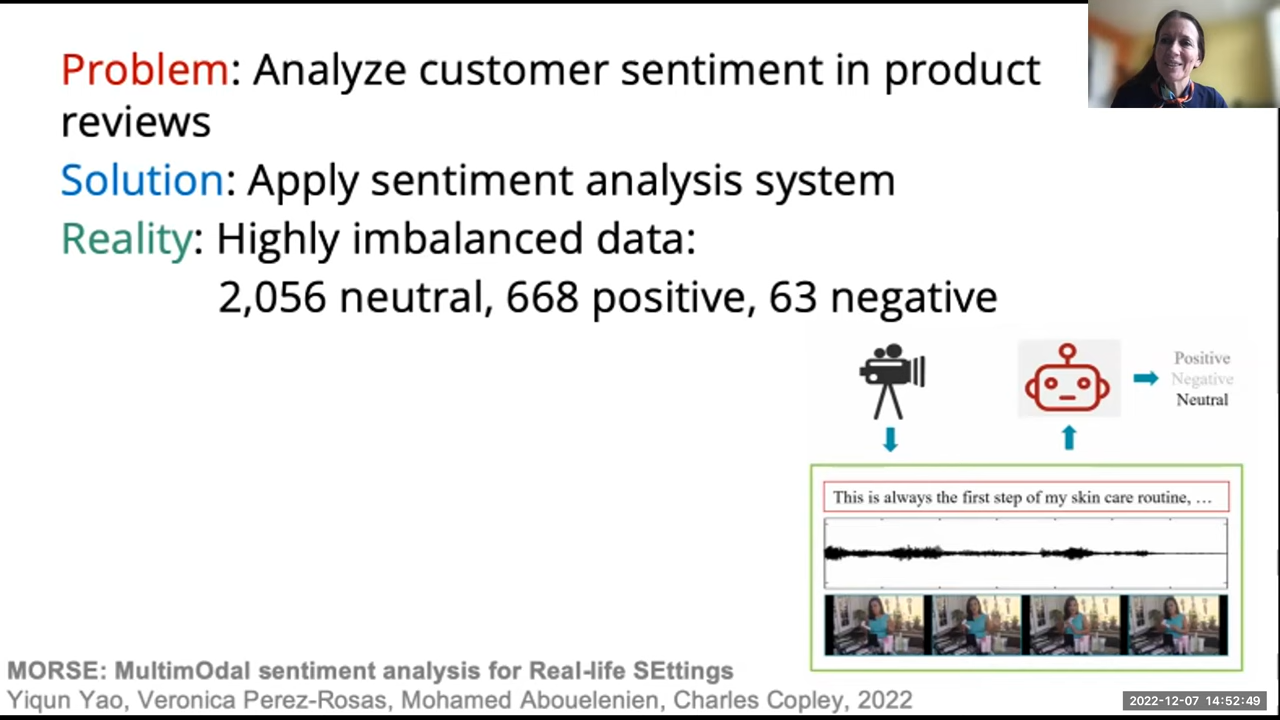 Problem: Analyze customer sentiment in product
reviews
Solution: Apply sentiment analysis system
Reality: Highly imbalanced data:
2,056 neutral, 668 positive, 63 negative
Positive
Negative
Neutral
This is always the first step of my skin care routine, …
MORSE: MultimOdal sentiment analysis for Real-life SEttings
Yiqun Yao, Veronica Perez-Rosas, Mohamed Abouelenien, Charles Copley, 2022
2022-12-07 14:52:49